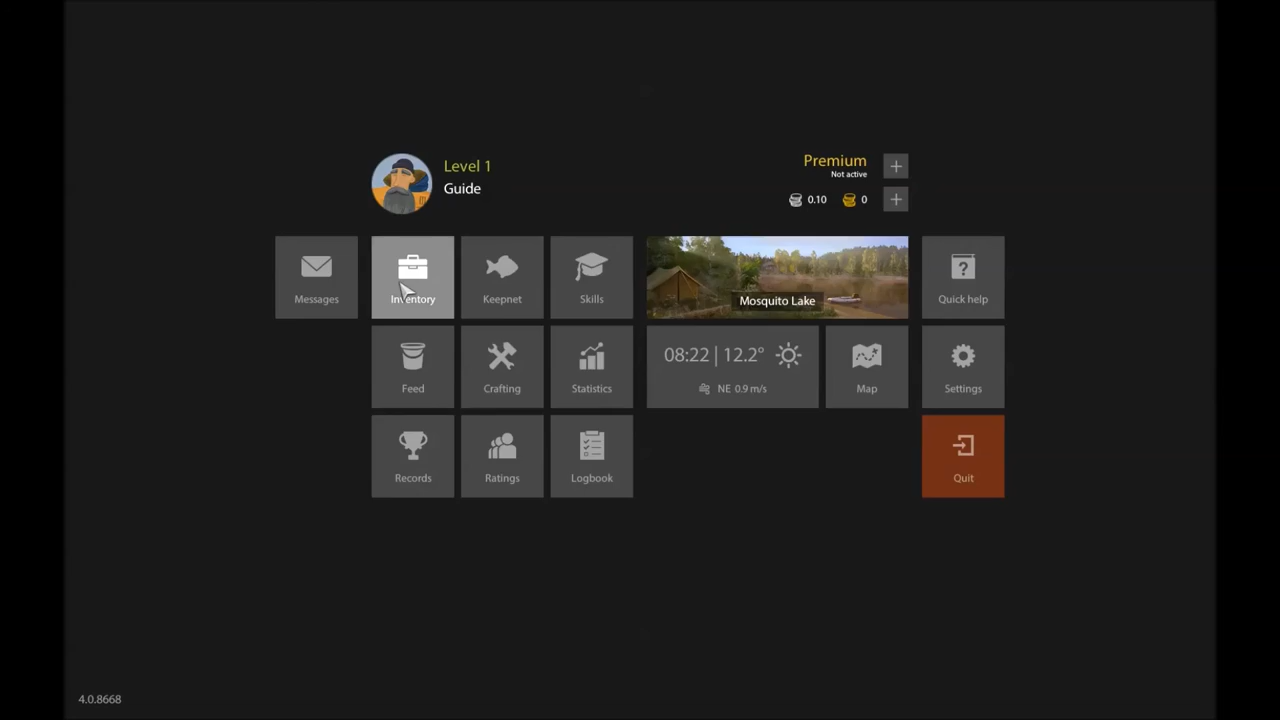 Level 1
Guide
Premium
Not active
0.10 0
Messages
Inventory
Keepnet
Skills
Mosquito Lake
Quick help
Feed
Crafting
Statistics
08:22 | 12.2°
NE 0.9 m/s
Map
Settings
Records
Ratings
Logbook
Quit
4.0.8668